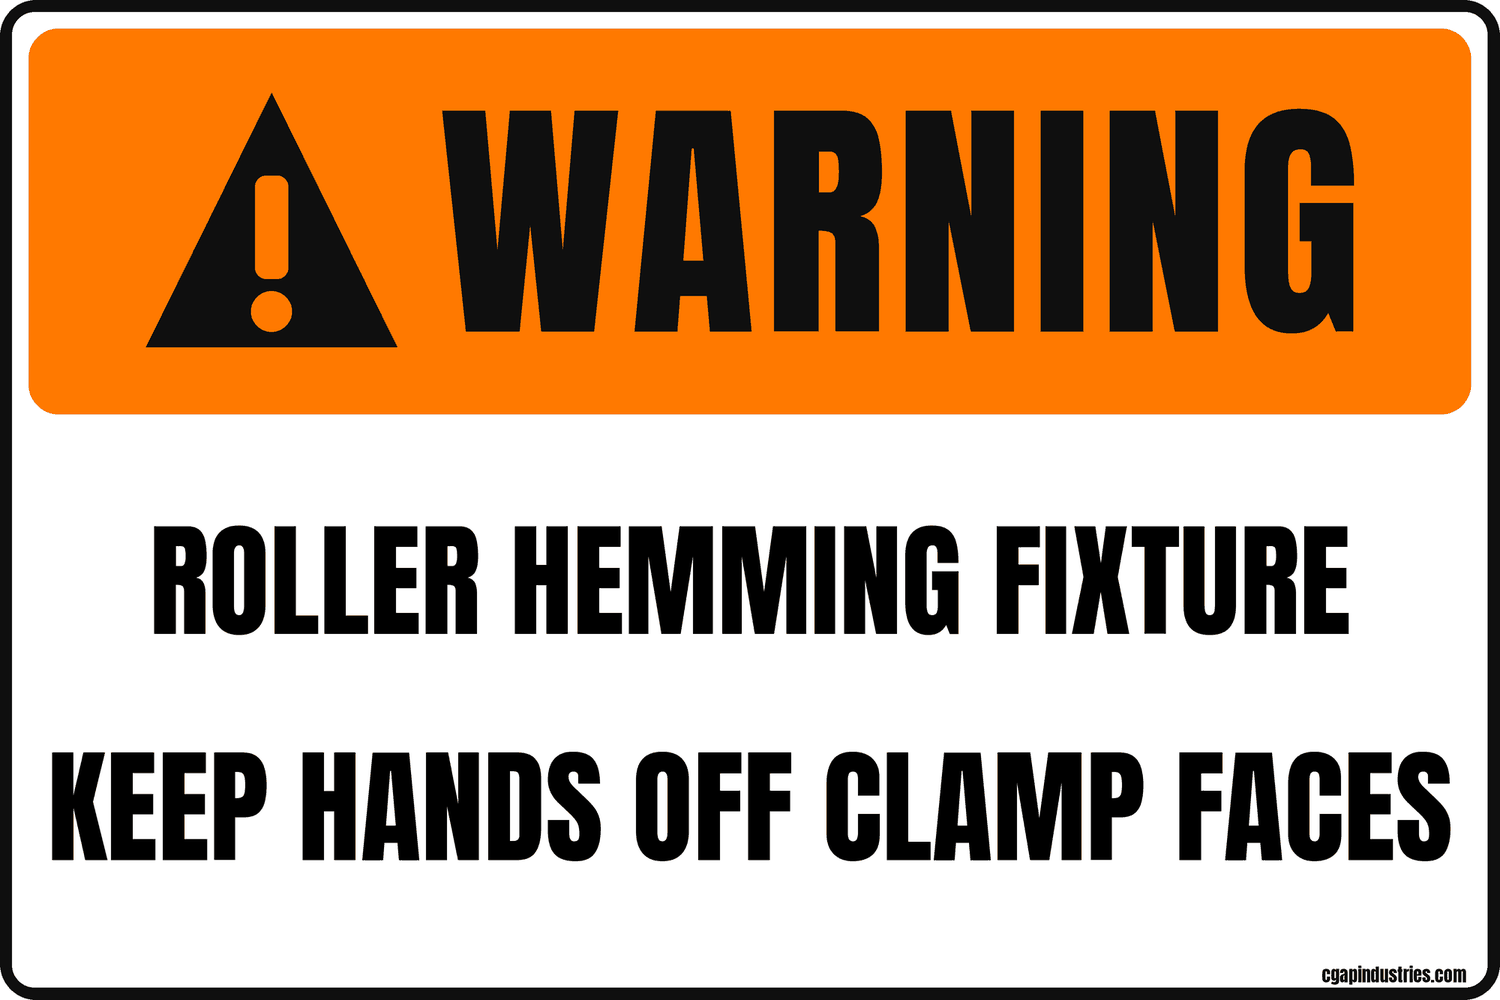 WARNING
ROLLER HEMMING FIXTURE
KEEP HANDS OFF CLAMP FACES
cgapindustries.com